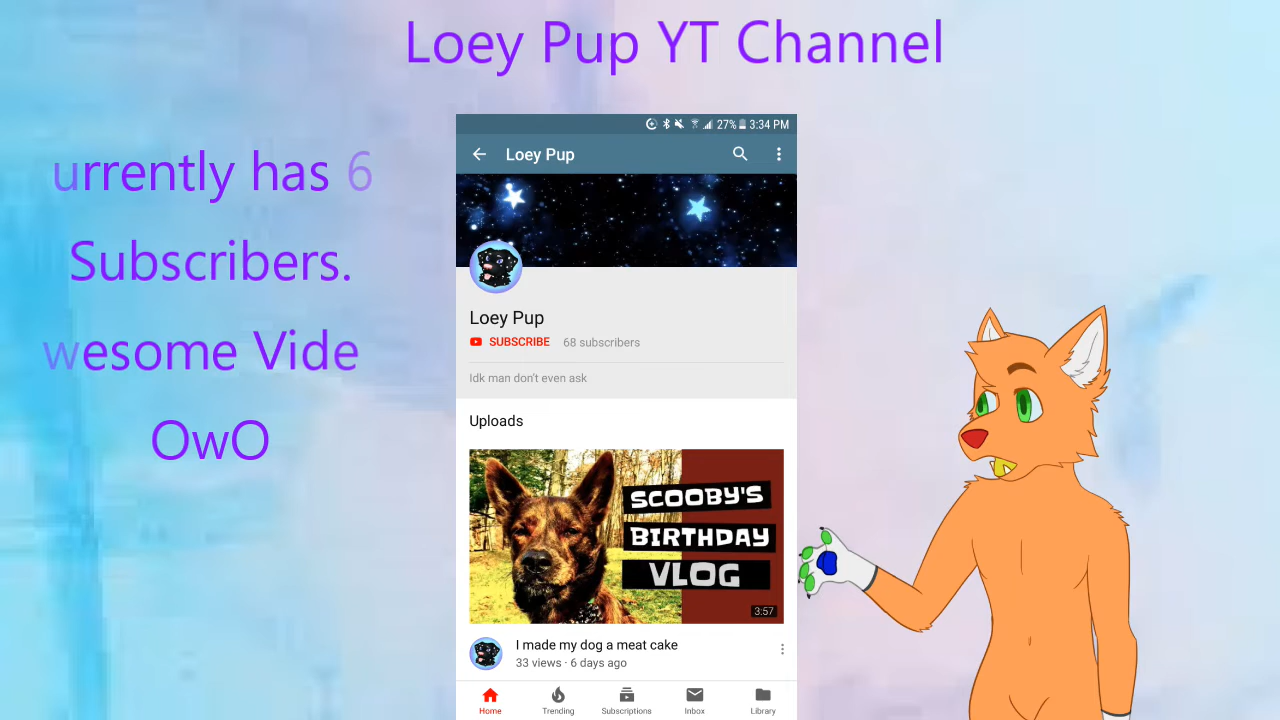 Loey Pup YT Channel
urrently has 6
Subscribers.
wesome Vide
OwO
27% 3:34 PM
Loey Pup
Loey Pup
SUBSCRIBE 68 subscribers
Idk man don't even ask
Uploads
SCOOBY'S
BIRTHDAY
VLOG
3:57
I made my dog a meat cake
33 views · 6 days ago
Home Trending Subscriptions Inbox Library